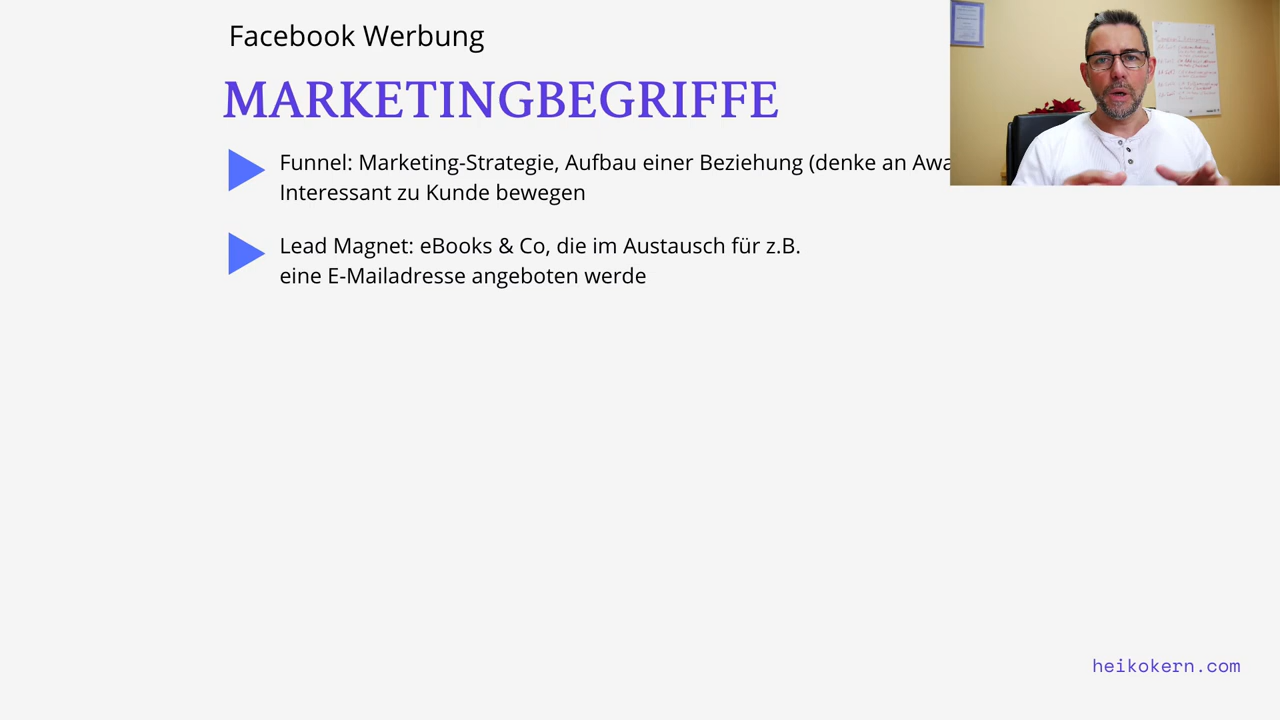 Facebook Werbung
MARKETINGBEGRIFFE
Funnel: Marketing-Strategie, Aufbau einer Beziehung (denke an
Interessant zu Kunde bewegen
Lead Magnet: eBooks & Co, die im Austausch für z.B.
eine E-Mailadresse angeboten werde
heikokern.com